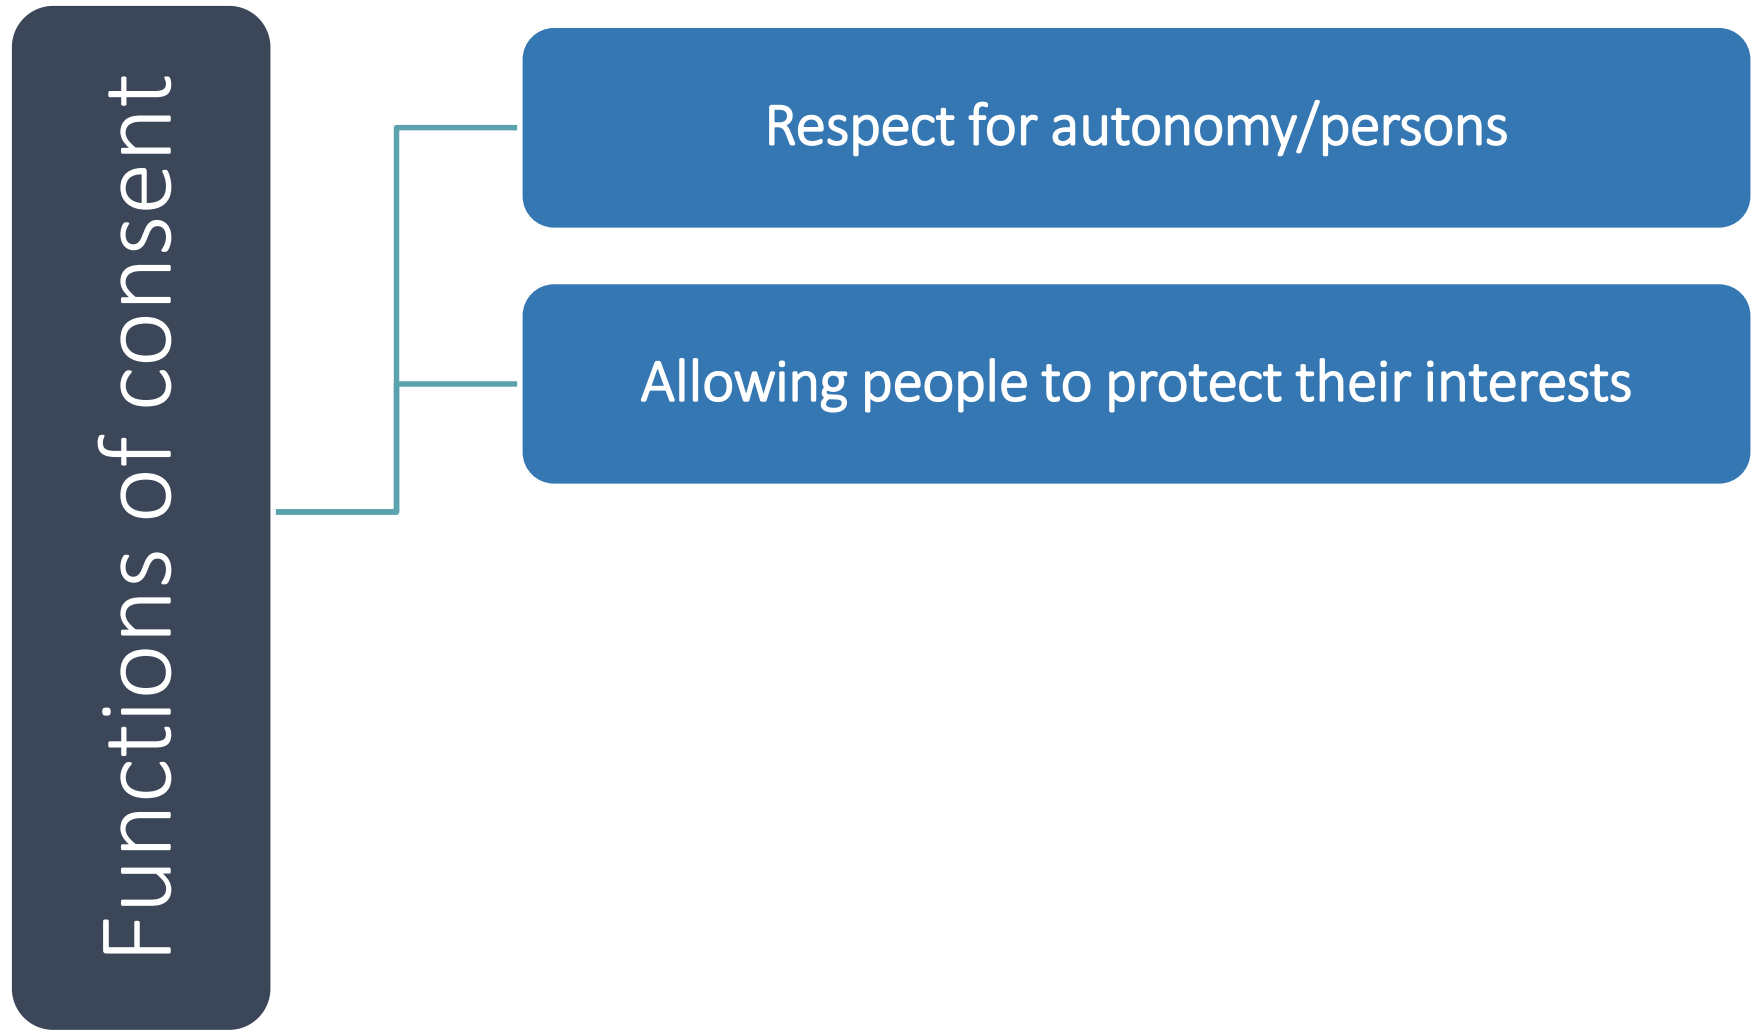 Functions of consent
Respect for autonomy/persons
Allowing people to protect their interests